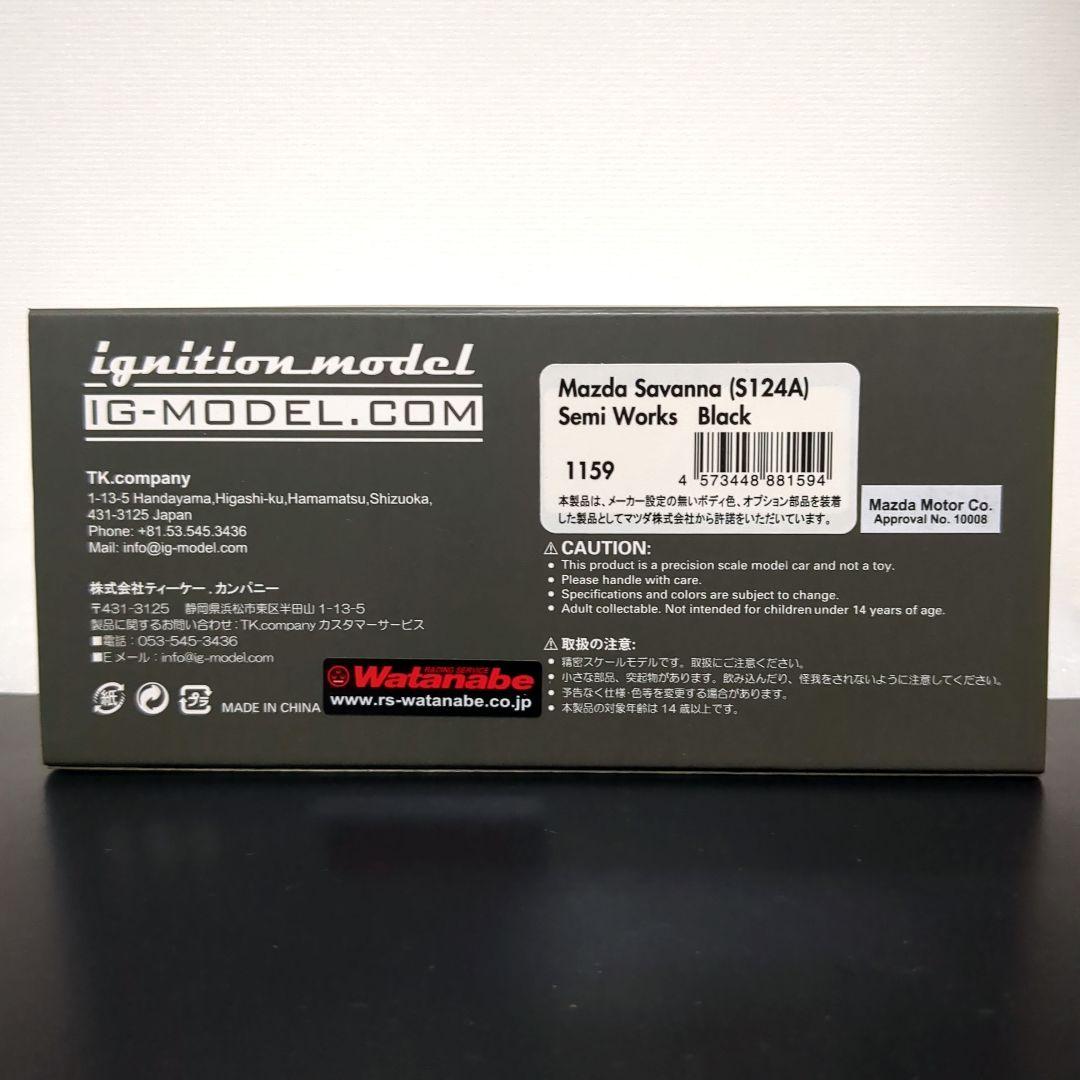 ignition model
IG-MODEL.COM
TK.company
1-13-5 Handayama,Higashi-ku,Hamamatsu,Shizuoka,
431-3125 Japan
Phone: +81.53.545.3436
Mail: info@ig-model.com
株式会社ティーケー.カンパニー
〒431-3125 静岡県浜松市東区半田山1-13-5
製品に関するお問い合わせ:TK.companyカスタマーサービス
■電話:053-545-3436
■Eメール:info@ig-model.com
紙
プラ
MADE IN CHINA
RACING SERVICE
Watanabe
www.rs-watanabe.co.jp
Mazda Savanna (S124A)
Semi Works Black
1159
4 573448 881594
本製品は、メーカー設定の無いボディ色、オプション部品を装着
した製品としてマツダ株式会社から許諾をいただいています。
Mazda Motor Co.
Approval No. 10008
⚠ CAUTION:
● This product is a precision scale model car and not a toy.
● Please handle with care.
● Specifications and colors are subject to change.
● Adult collectable. Not intended for children under 14 years of age.
⚠ 取扱の注意:
● 精密スケールモデルです。取扱にご注意ください。
● 小さな部品、突起物があります。飲み込んだり、怪我をされないように注意してください。
● 予告なく仕様・色等を変更する場合があります。
● 本製品の対象年齢は14歳以上です。